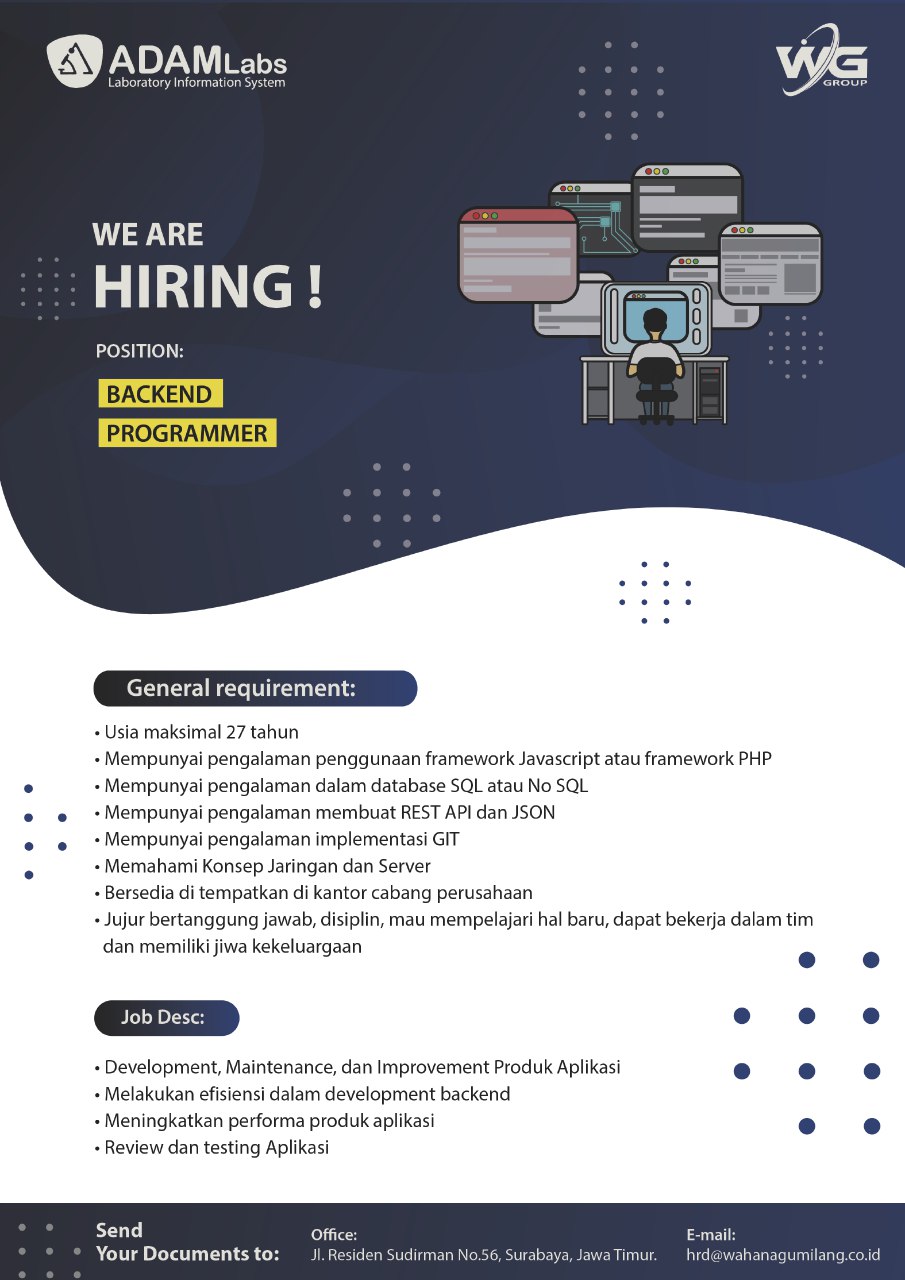 ADAMLabs
Laboratory Information System
WG
GROUP
WE ARE
HIRING !
POSITION:
BACKEND
PROGRAMMER
General requirement:
• Usia maksimal 27 tahun
• Mempunyai pengalaman penggunaan framework Javascript atau framework PHP
• Mempunyai pengalaman dalam database SQL atau No SQL
• Mempunyai pengalaman membuat REST API dan JSON
• Mempunyai pengalaman implementasi GIT
• Memahami Konsep Jaringan dan Server
• Bersedia di tempatkan di kantor cabang perusahaan
• Jujur bertanggung jawab, disiplin, mau mempelajari hal baru, dapat bekerja dalam tim
dan memiliki jiwa kekeluargaan
Job Desc:
• Development, Maintenance, dan Improvement Produk Aplikasi
• Melakukan efisiensi dalam development backend
• Meningkatkan performa produk aplikasi
• Review dan testing Aplikasi
Send
Your Documents to:
Office:
Jl. Residen Sudirman No.56, Surabaya, Jawa Timur.
E-mail:
hrd@wahanagumilang.co.id